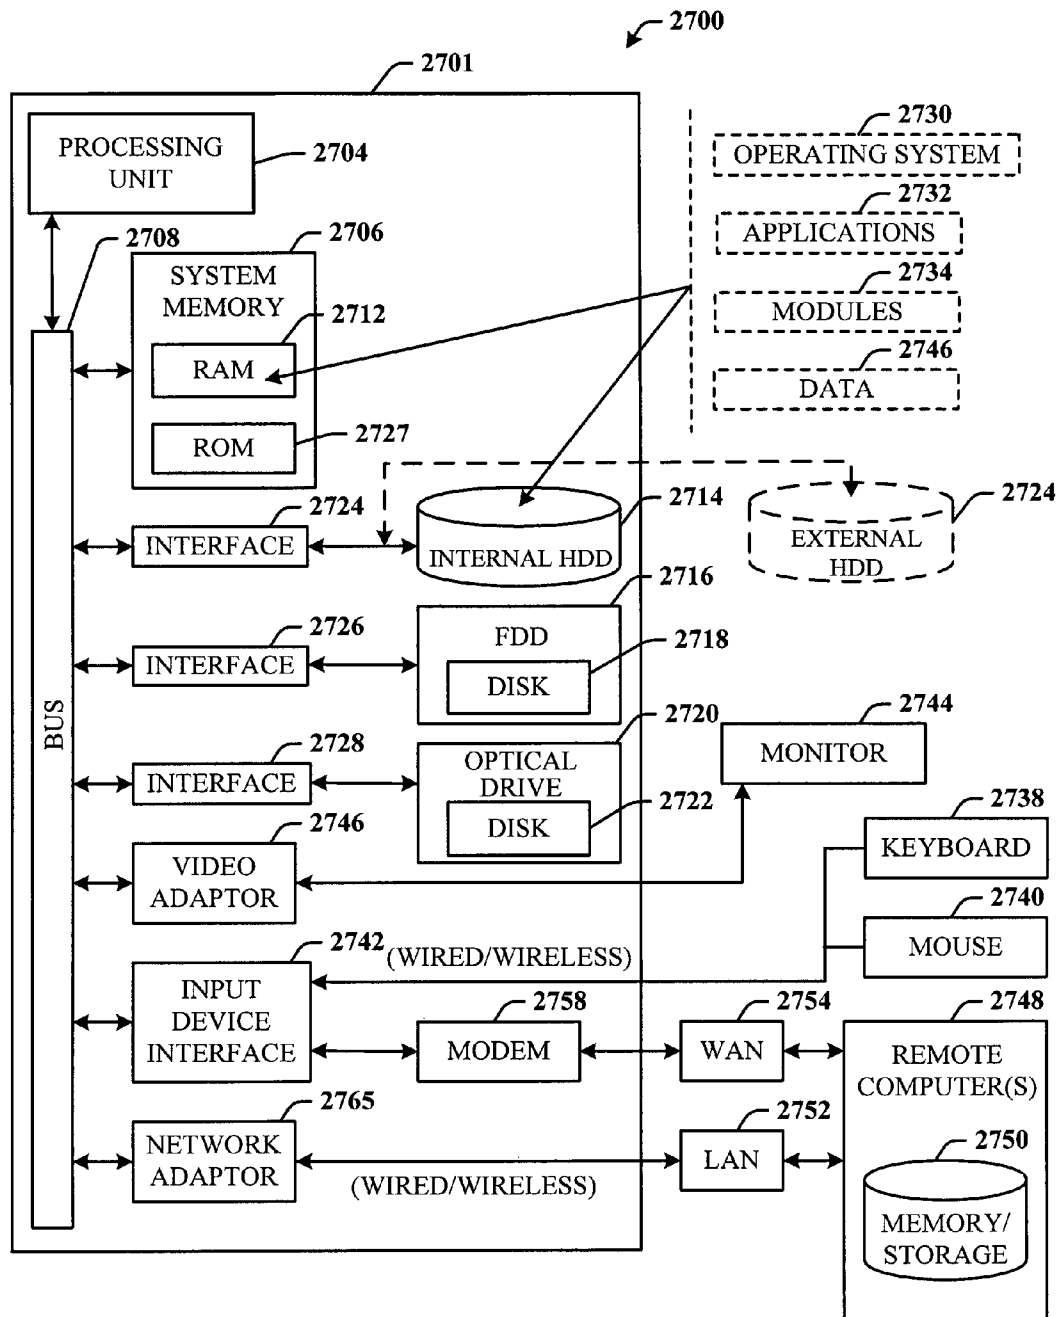 2700
2701
PROCESSING
UNIT
2704
2730
OPERATING SYSTEM
2732
APPLICATIONS
2734
MODULES
2746
DATA
2708
2706
SYSTEM
MEMORY
2712
RAM
ROM
2727
2724
INTERFACE
2714
INTERNAL HDD
2724
EXTERNAL
HDD
2716
FDD
2726
INTERFACE
2718
DISK
BUS
2720
OPTICAL
DRIVE
2728
INTERFACE
2722
DISK
2744
MONITOR
2746
VIDEO
ADAPTOR
2738
KEYBOARD
2740
MOUSE
2742
INPUT
DEVICE
INTERFACE
(WIRED/WIRELESS)
2758
MODEM
2754
WAN
2748
REMOTE
COMPUTER(S)
2765
NETWORK
ADAPTOR
(WIRED/WIRELESS)
2752
LAN
2750
MEMORY/
STORAGE